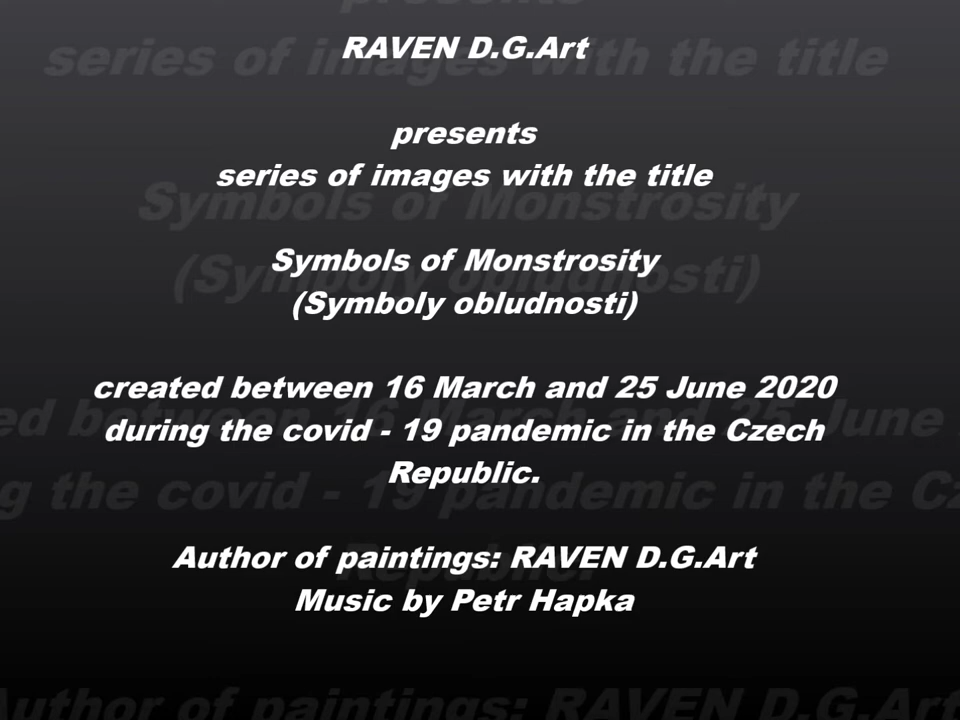 RAVEN D.G.Art
presents
series of images with the title
Symbols of Monstrosity
(Symboly obludnosti)
created between 16 March and 25 June 2020
during the covid - 19 pandemic in the Czech
Republic.
Author of paintings: RAVEN D.G.Art
Music by Petr Hapka